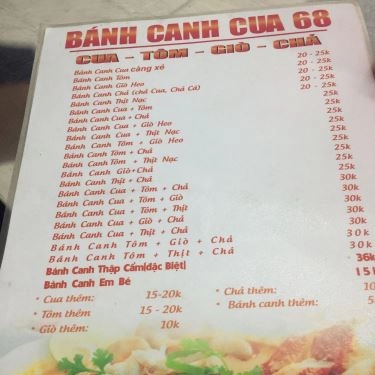 BÁNH CANH CUA 68
CUA - TÔM - GIÒ - CHẢ
Bánh Canh Cua càng xé 20 - 25k
Bánh Canh Tôm 20 - 25k
Bánh Canh Giò Heo 20 - 25k
Bánh Canh Chả (chả Cua, Chả Cá) 20 - 25k
Bánh Canh Thịt Nạc 25k
Bánh Canh Cua + Tôm 25k
Bánh Canh Cua + Chả 25k
Bánh Canh Cua + Giò Heo 25k
Bánh Canh Cua + Thịt Nạc 25k
Bánh Canh Tôm + Giò Heo 25k
Bánh Canh Tôm + Chả 25k
Bánh Canh Tôm + Thịt Nạc 25k
Bánh Canh Giò+Chả 25k
Bánh Canh Thịt + Chả 30k
Bánh Canh Cua + Tôm + Chả 30k
Bánh Canh Cua + Tôm + Giò 30k
Bánh Canh Cua + Tôm + Thịt 30k
Bánh Canh Cua + Giò + Chả 30k
Bánh Canh Cua + Thịt + Chả 30k
Bánh Canh Tôm + Giò + Chả 30k
Bánh Canh Tôm + Thịt + Chả
Bánh Canh Thập Cẩm(đặc Biệt) 36k
Bánh Canh Em Bé 15k
* Cua thêm: 15-20k
* Tôm thêm 15 - 20k
* Giò thêm: 10k
* Chả thêm:
* Bánh canh thêm: